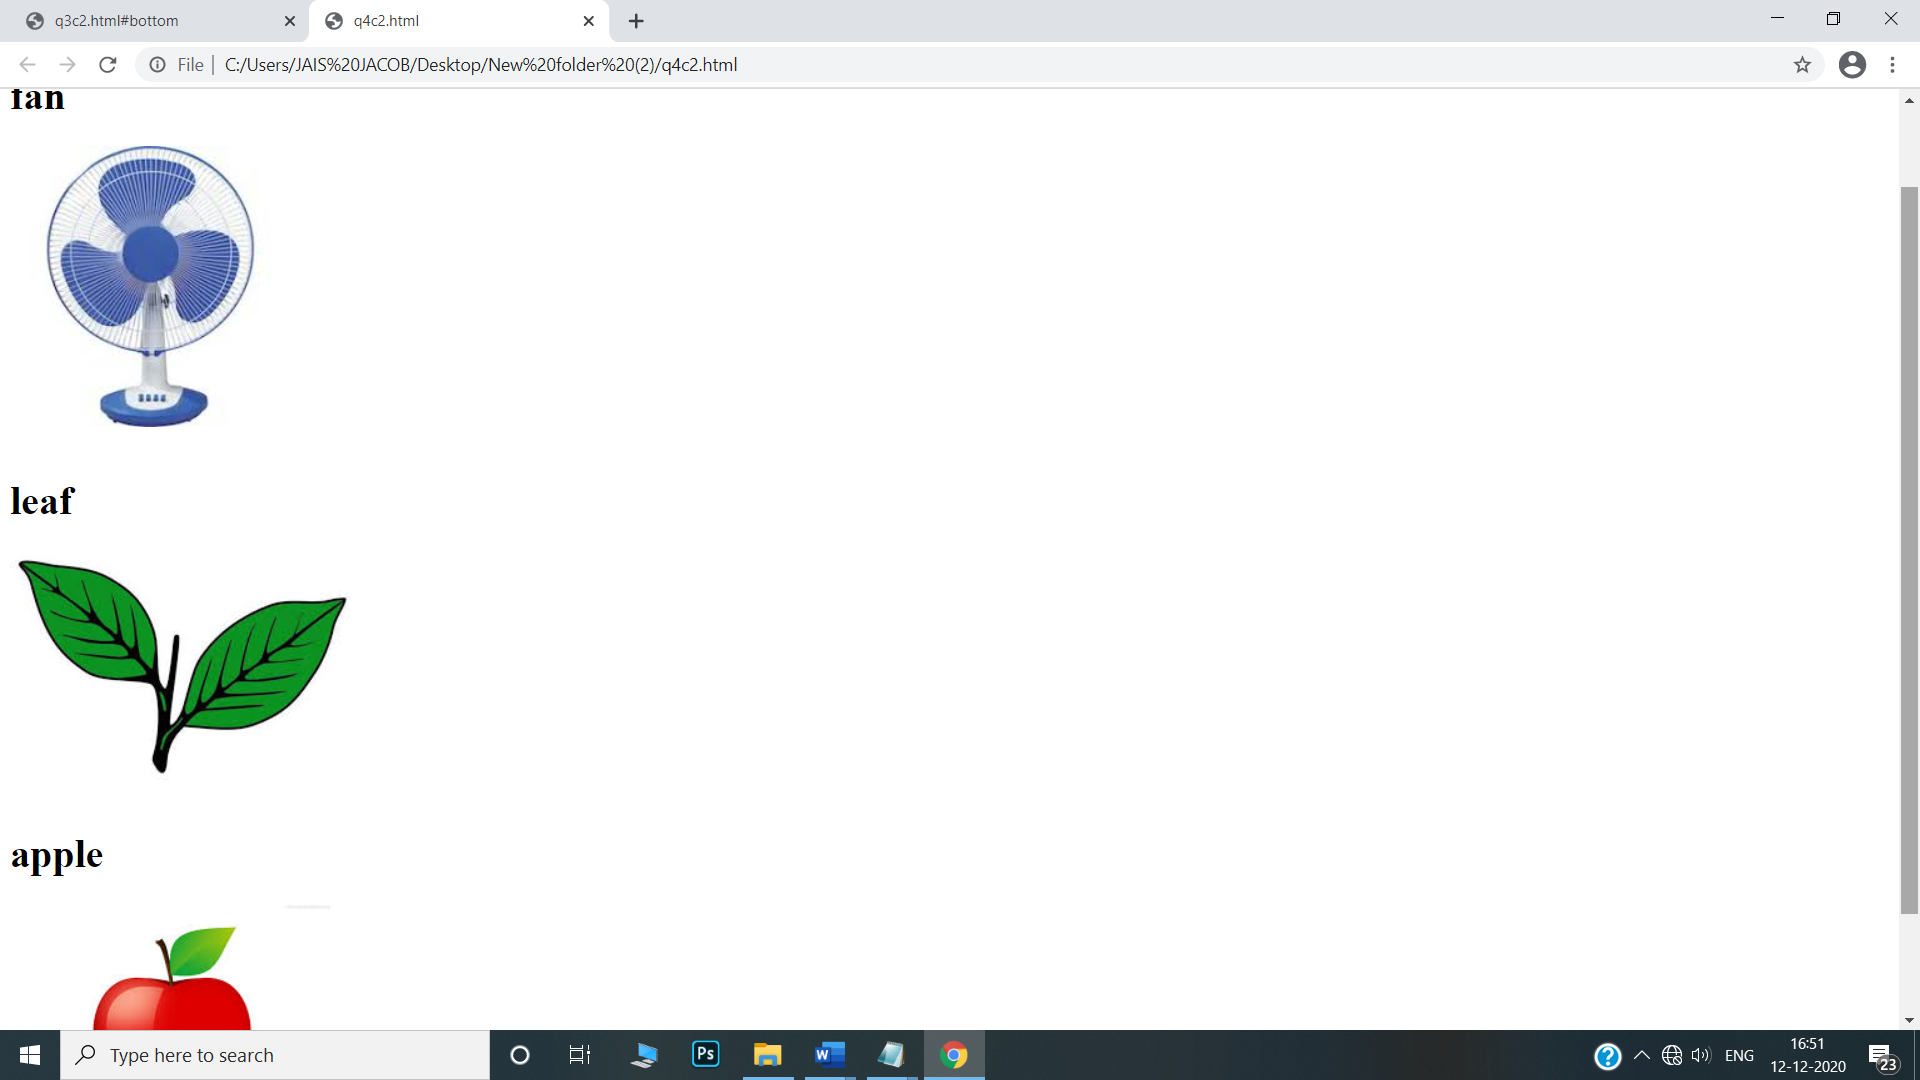 q3c2.html#bottom
q4c2.html
File | C:/Users/JAIS%20JACOB/Desktop/New%20folder%20(2)/q4c2.html
fan
leaf
apple
Type here to search
Ps
W
?
ENG
16:51
12-12-2020
23